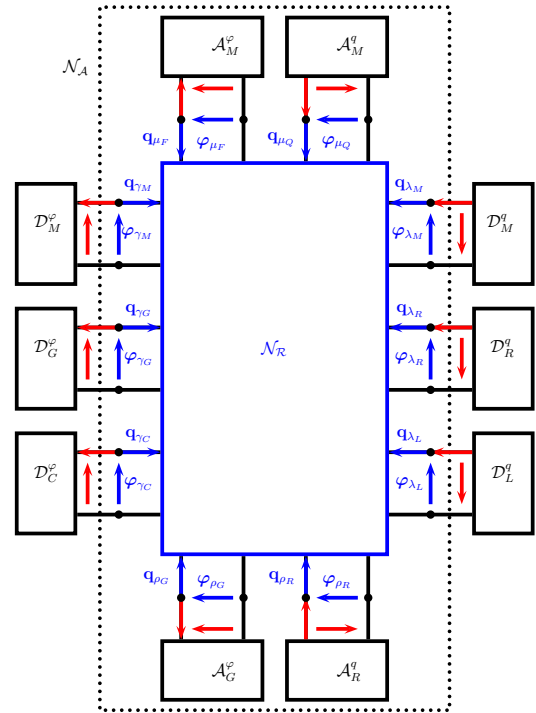 𝒜_M^φ 𝒜_M^q
𝒩_𝒜
q_{μ_F} φ_{μ_F} q_{μ_Q} φ_{μ_Q}
q_{γ_M} q_{λ_M}
𝒟_M^φ 𝒟_M^q
φ_{γ_M} φ_{λ_M}
q_{γ_G} q_{λ_R}
𝒟_G^φ 𝒩_ℛ 𝒟_R^q
φ_{γ_G} φ_{λ_R}
q_{γ_C} q_{λ_L}
𝒟_C^φ 𝒟_L^q
φ_{γ_C} φ_{λ_L}
q_{ρ_G} φ_{ρ_G} q_{ρ_R} φ_{ρ_R}
𝒜_G^φ 𝒜_R^q